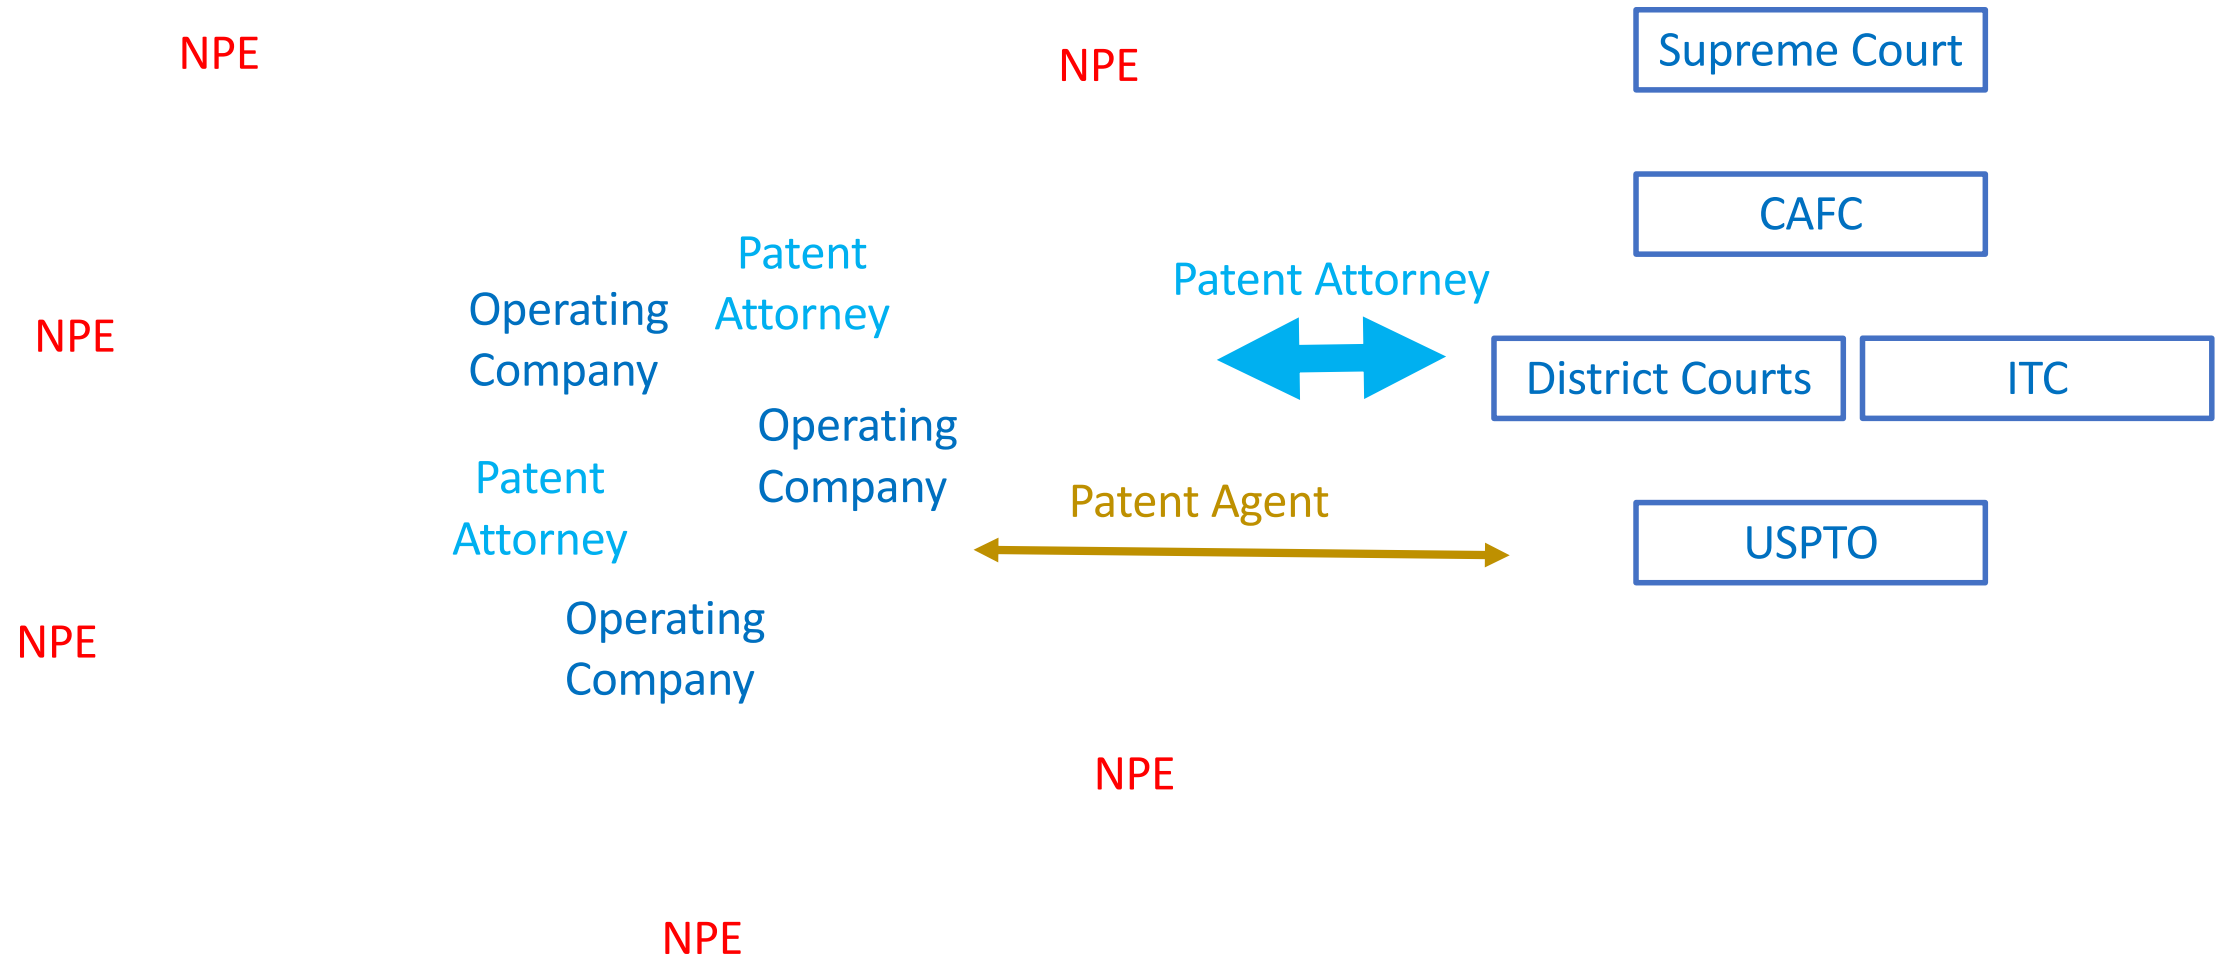 NPE
NPE
Supreme Court
CAFC
Patent
Attorney
Patent Attorney
Operating
Company
NPE
District Courts
ITC
Operating
Company
Patent
Attorney
Patent Agent
USPTO
Operating
Company
NPE
NPE
NPE